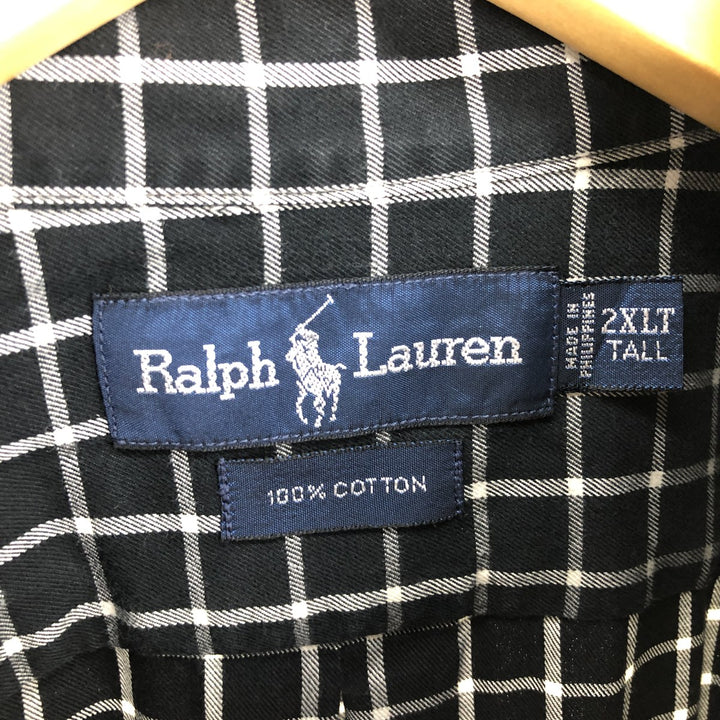 Ralph Lauren
MADE IN
PHILIPPINES
2XLT
TALL
100% COTTON